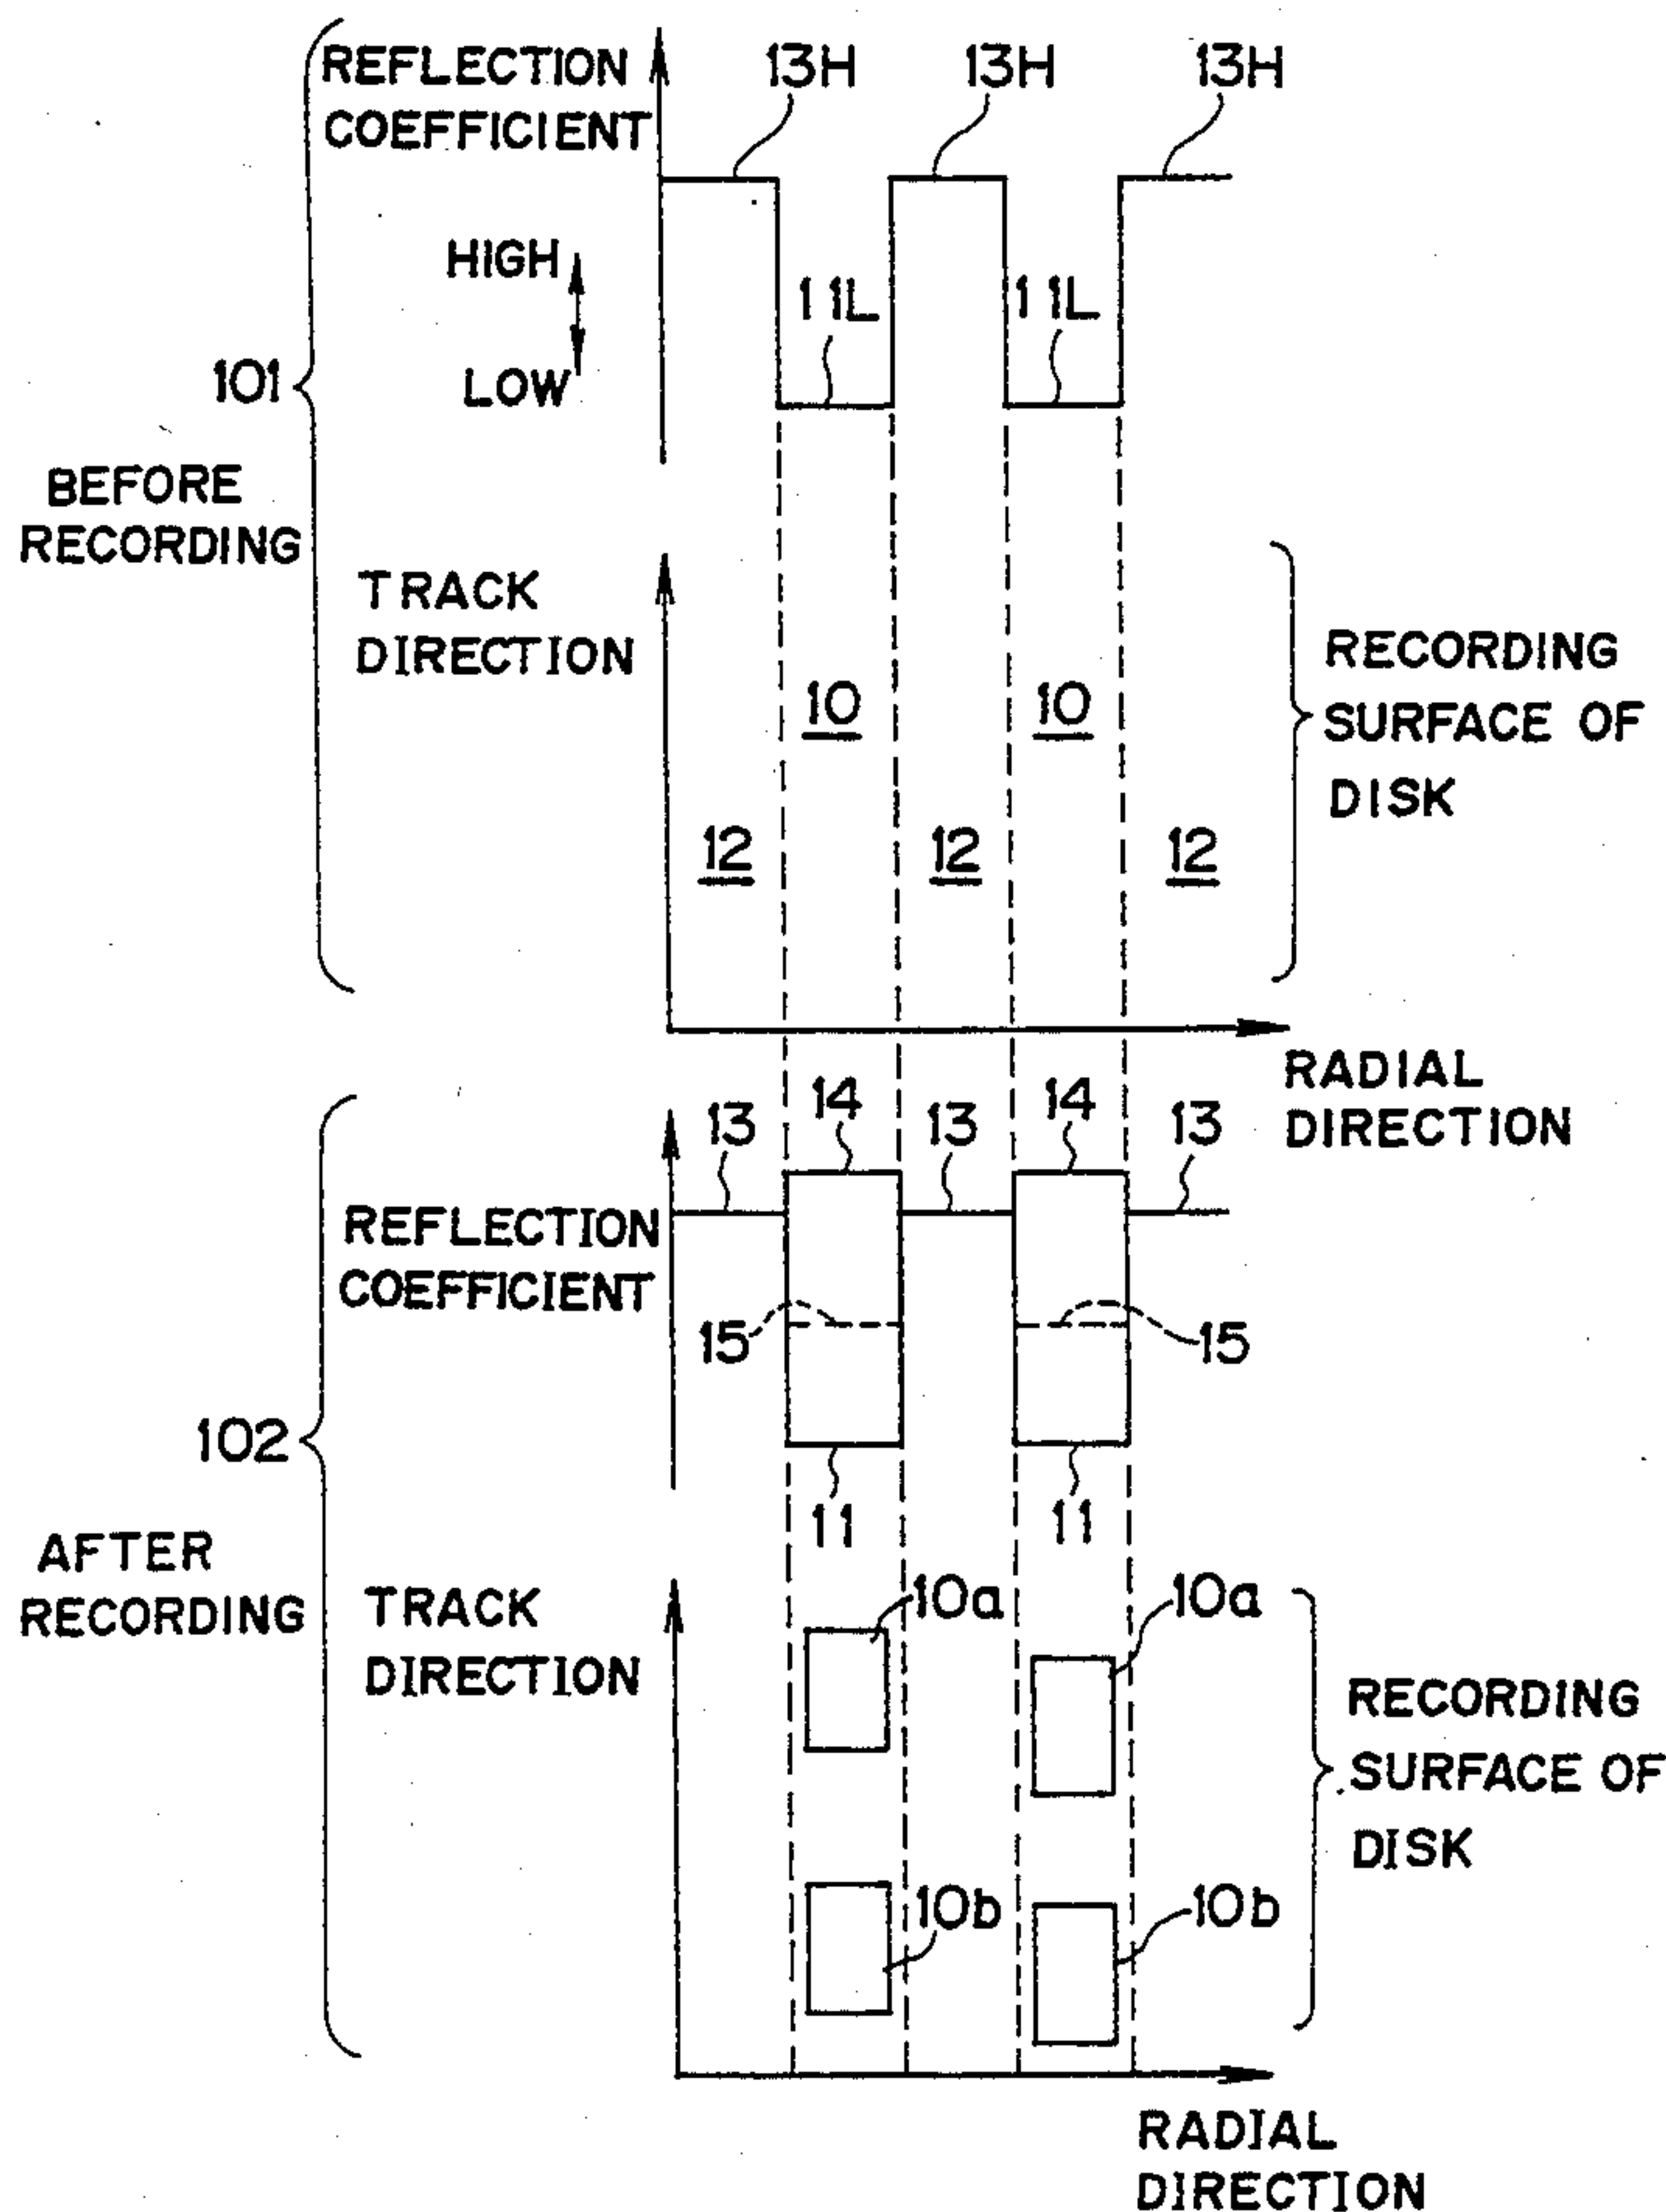 REFLECTION
COEFFICIENT
13H
13H
13H
HIGH
LOW
11L
11L
101
BEFORE
RECORDING
TRACK
DIRECTION
10
10
12
12
12
RECORDING
SURFACE OF
DISK
RADIAL
DIRECTION
13
14
13
14
13
REFLECTION
COEFFICIENT
15
15
102
11
11
AFTER
RECORDING
TRACK
DIRECTION
10a
10a
10b
10b
RECORDING
SURFACE OF
DISK
RADIAL
DIRECTION